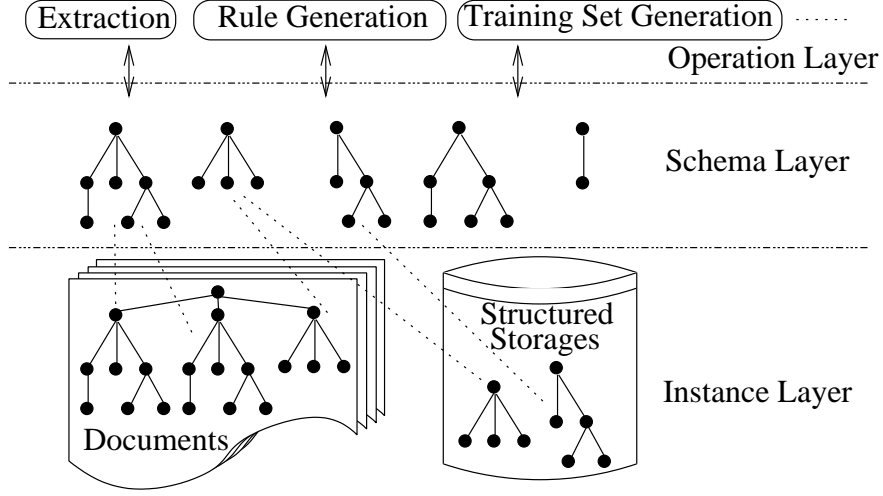 Extraction
Rule Generation
Training Set Generation
Operation Layer
Schema Layer
Structured
Storages
Instance Layer
Documents